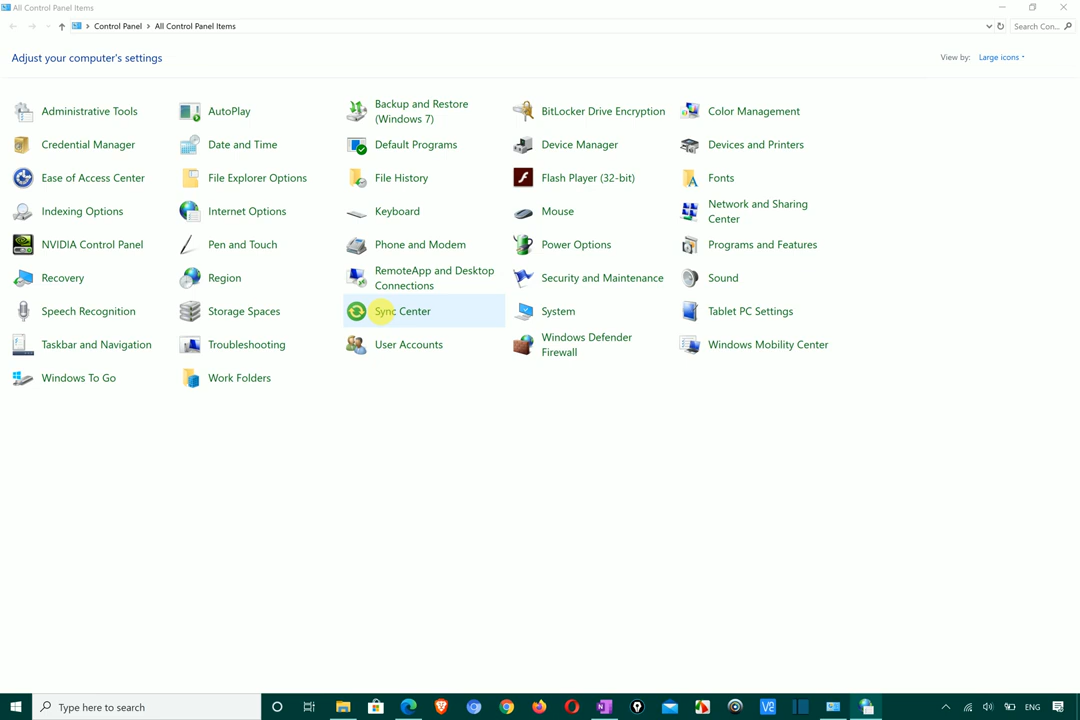 All Control Panel Items
Control Panel > All Control Panel Items
Search Con...
Adjust your computer's settings
View by: Large icons
Administrative Tools
AutoPlay
Backup and Restore
(Windows 7)
BitLocker Drive Encryption
Color Management
Credential Manager
Date and Time
Default Programs
Device Manager
Devices and Printers
Ease of Access Center
File Explorer Options
File History
Flash Player (32-bit)
Fonts
Indexing Options
Internet Options
Keyboard
Mouse
Network and Sharing
Center
NVIDIA Control Panel
Pen and Touch
Phone and Modem
Power Options
Programs and Features
Recovery
Region
RemoteApp and Desktop
Connections
Security and Maintenance
Sound
Speech Recognition
Storage Spaces
Sync Center
System
Tablet PC Settings
Taskbar and Navigation
Troubleshooting
User Accounts
Windows Defender
Firewall
Windows Mobility Center
Windows To Go
Work Folders
Type here to search
ENG